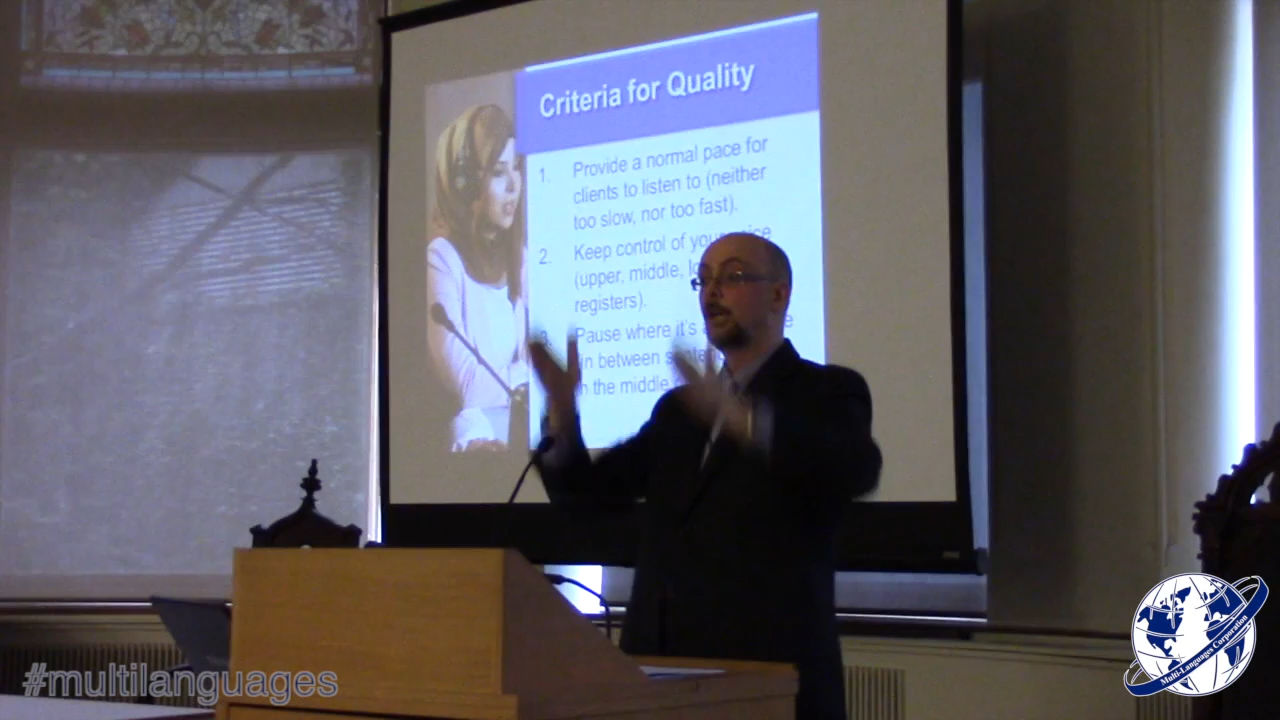 Criteria for Quality
1. Provide a normal pace for
clients to listen to (neither
too slow, nor too fast).
2. Keep control of your
(upper, middle,
registers).
Pause where it's
in between
the middle
#multilanguages
Multi-Languages Corporation